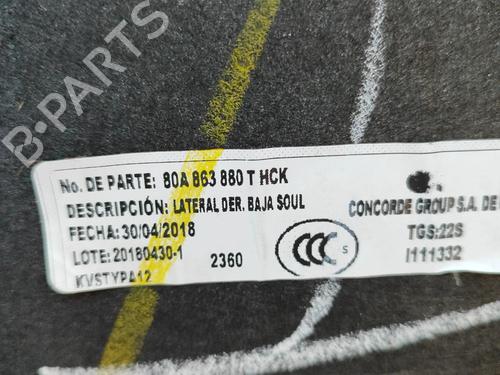 B-PARTS
No. DE PARTE: 80A 863 880 T HCK
DESCRIPCIÓN: LATERAL DER. BAJA SOUL
FECHA: 30/04/2018
LOTE: 20180430-1 2360
KVSTYPA12
CCC S
CONCORDE GROUP S.A. DE
TGS:22S
I111332